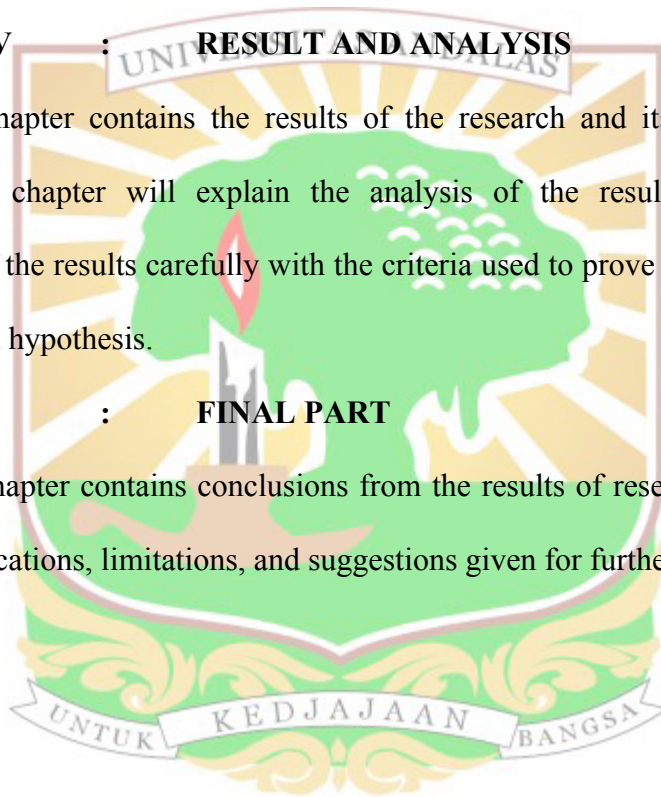 V : RESULT AND ANALYSIS
UNIVERSITAS ANDALAS
hapter contains the results of the research and it
chapter will explain the analysis of the resul
the results carefully with the criteria used to prove
hypothesis.
: FINAL PART
hapter contains conclusions from the results of rese
cations, limitations, and suggestions given for furthe
UNTUK KEDJAJAAN BANGSA